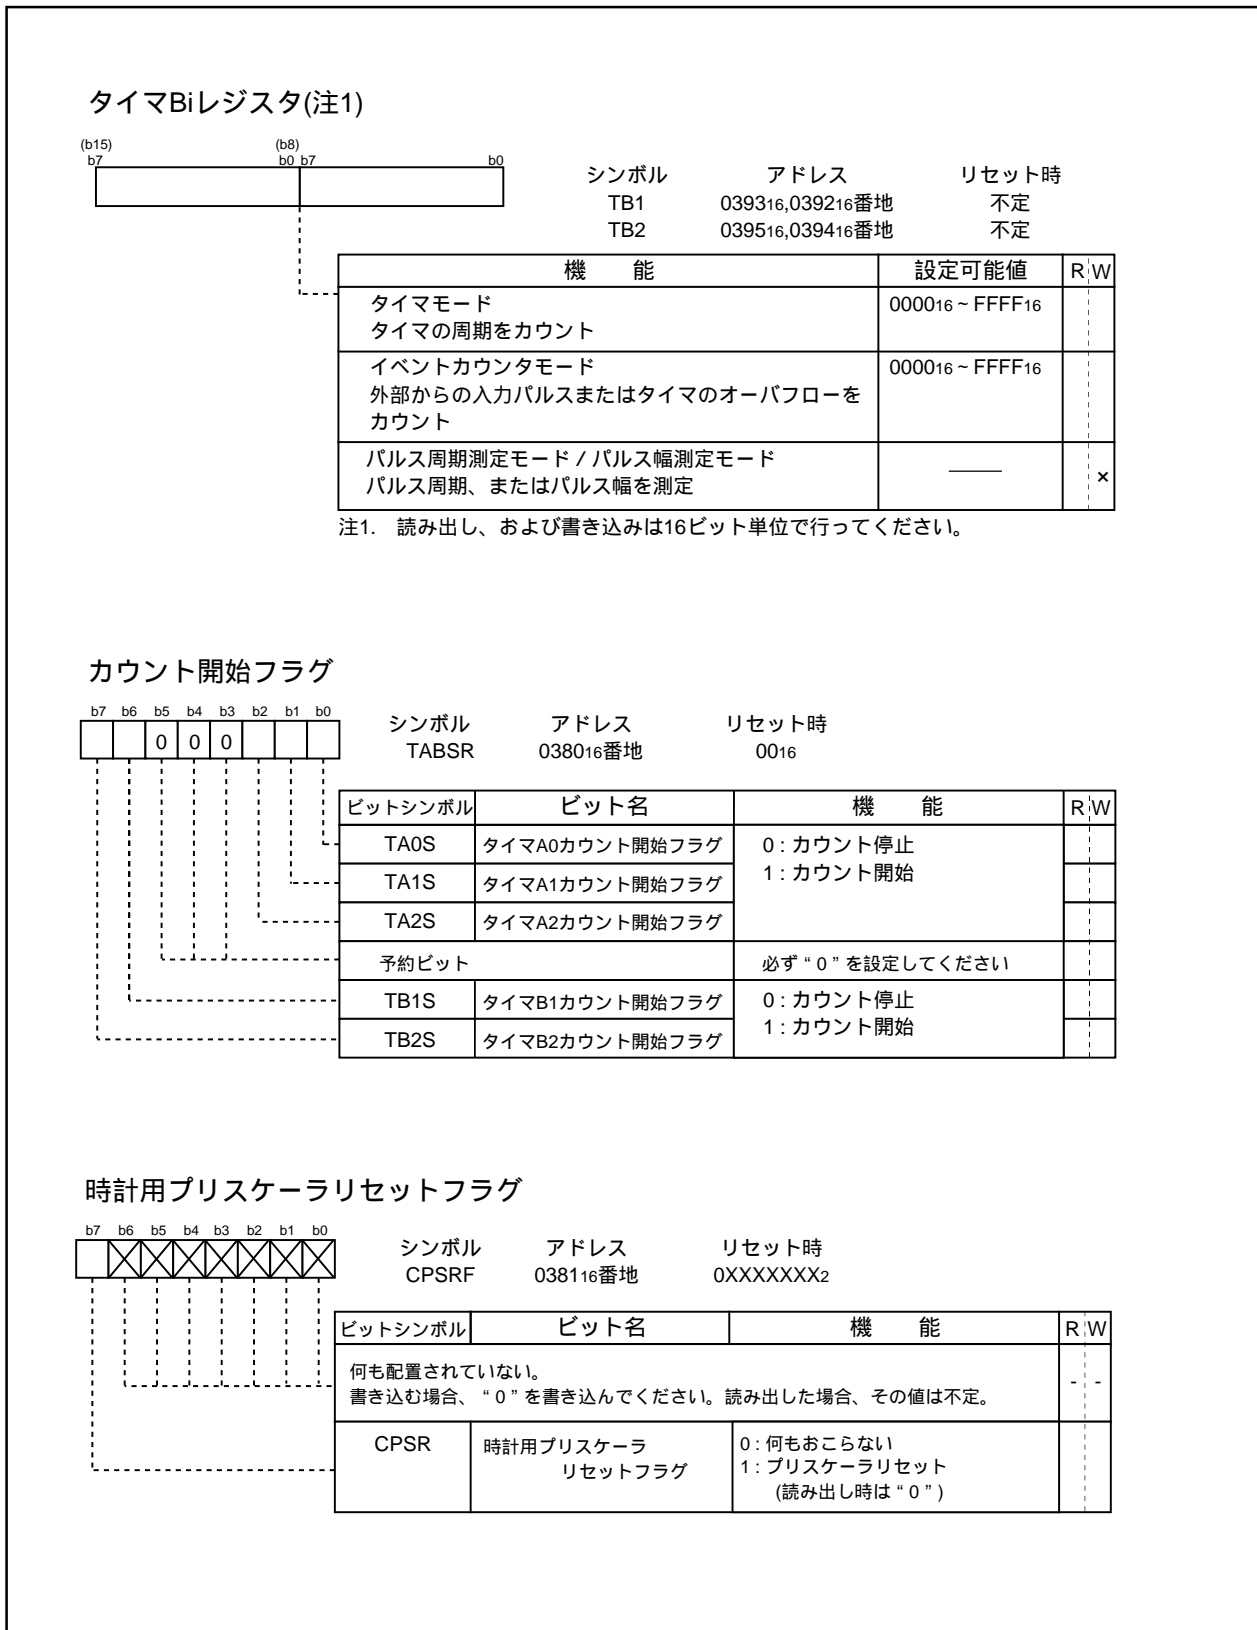 タイマBiレジスタ(注1)
(b15) (b8)
b7 b0 b7 b0
シンボル アドレス リセット時
TB1 039316,039216番地 不定
TB2 039516,039416番地 不定
機 能 設定可能値 R W
タイマモード 000016 ~ FFFF16
タイマの周期をカウント
イベントカウンタモード 000016 ~ FFFF16
外部からの入力パルスまたはタイマのオーバフローを
カウント
パルス周期測定モード / パルス幅測定モード
パルス周期、またはパルス幅を測定 ×
注1. 読み出し、および書き込みは16ビット単位で行ってください。
カウント開始フラグ
b7 b6 b5 b4 b3 b2 b1 b0
0 0 0
シンボル アドレス リセット時
TABSR 038016番地 0016
ビットシンボル ビット名 機 能 R W
TA0S タイマA0カウント開始フラグ 0 : カウント停止
TA1S タイマA1カウント開始フラグ 1 : カウント開始
TA2S タイマA2カウント開始フラグ
予約ビット 必ず “ 0 ” を設定してください
TB1S タイマB1カウント開始フラグ 0 : カウント停止
TB2S タイマB2カウント開始フラグ 1 : カウント開始
時計用プリスケーラリセットフラグ
b7 b6 b5 b4 b3 b2 b1 b0
シンボル アドレス リセット時
CPSRF 038116番地 0XXXXXXX2
ビットシンボル ビット名 機 能 R W
何も配置されていない。
書き込む場合、“ 0 ” を書き込んでください。読み出した場合、その値は不定。 - -
CPSR 時計用プリスケーラ 0 : 何もおこらない
リセットフラグ 1 : プリスケーラリセット
(読み出し時は “ 0 ” )